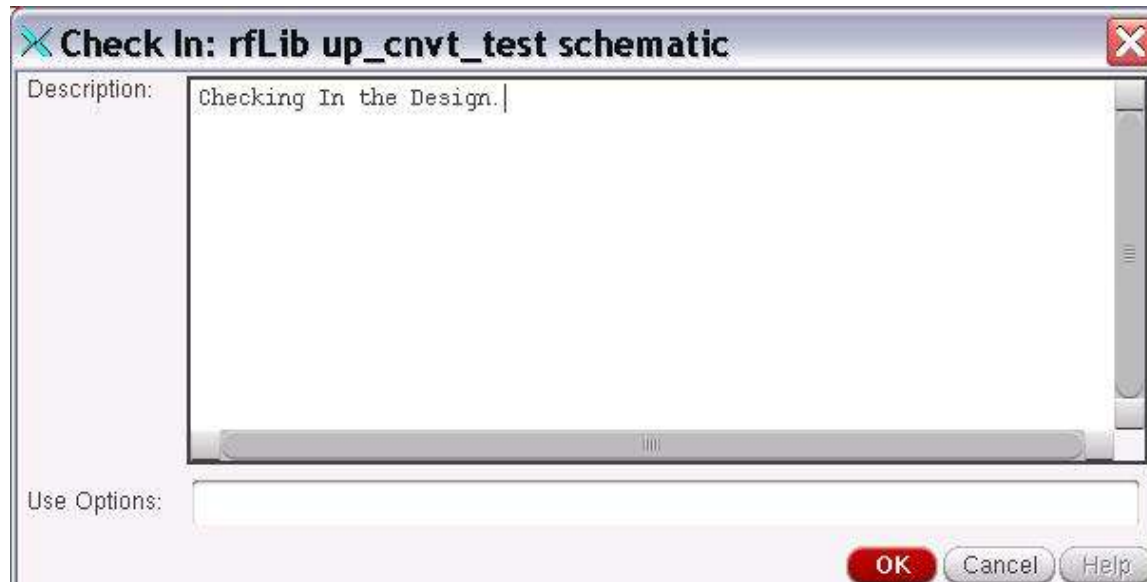 Check In: rfLib up_cnvt_test schematic
Description:
Checking In the Design.
Use Options:
OK Cancel Help